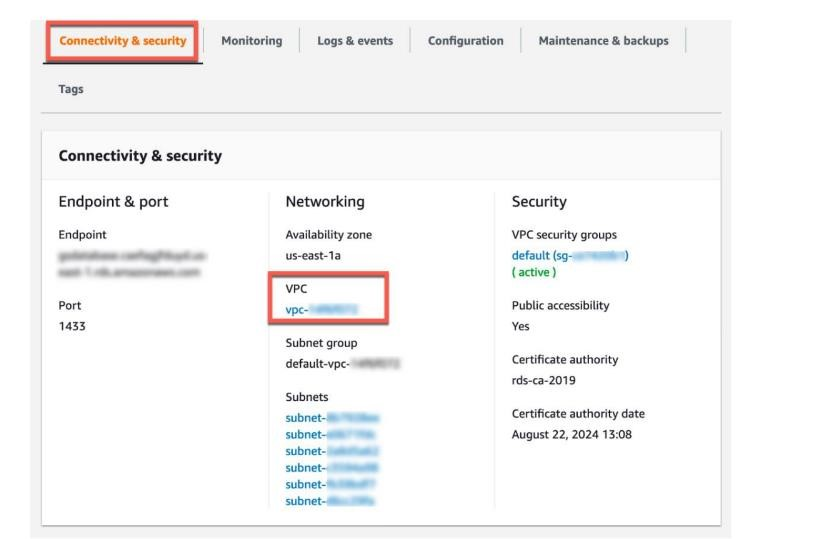 Connectivity & security
Monitoring
Logs & events
Configuration
Maintenance & backups
Tags
Connectivity & security
Endpoint & port
Endpoint
Port
1433
Networking
Availability zone
us-east-1a
VPC
vpc-
Subnet group
default-vpc-
Subnets
subnet-
subnet-
subnet-
subnet-
subnet-
subnet-
Security
VPC security groups
default (sg- )
( active )
Public accessibility
Yes
Certificate authority
rds-ca-2019
Certificate authority date
August 22, 2024 13:08